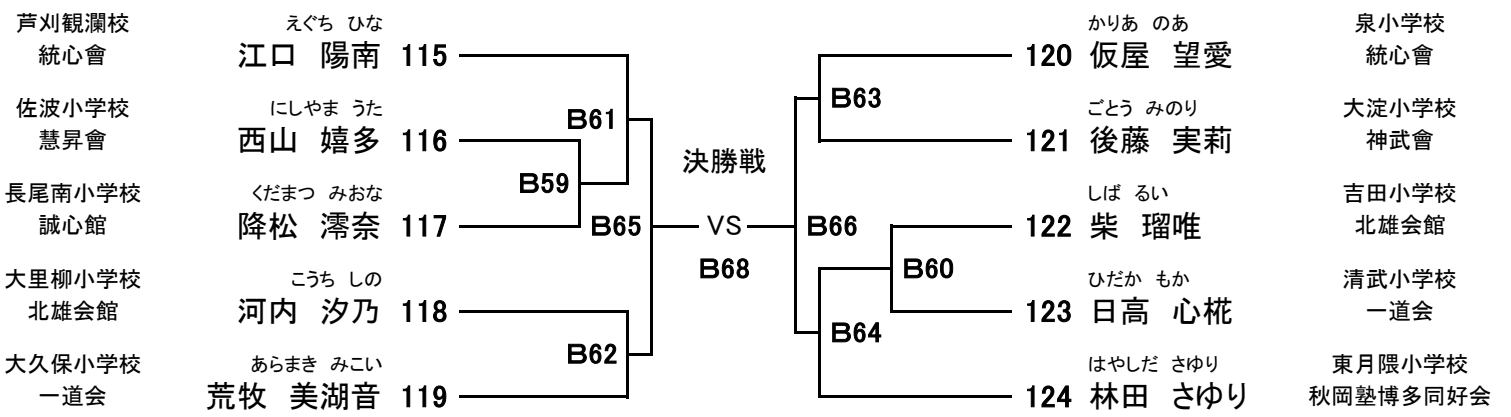 芦刈観瀾校 えぐち ひな
統心會 江口 陽南 115
佐波小学校 にしやま うた
慧昇會 西山 嬉多 116
長尾南小学校 くだまつ みおな
誠心館 降松 澪奈 117
大里柳小学校 こうち しの
北雄会館 河内 汐乃 118
大久保小学校 あらまき みこい
一道会 荒牧 美湖音 119
B61
B59
B65
B62
決勝戦
VS
B68
B63
B66
B60
B64
かりあ のあ 泉小学校
120 仮屋 望愛 統心會
ごとう みのり 大淀小学校
121 後藤 実莉 神武會
しば るい 吉田小学校
122 柴 瑠唯 北雄会館
ひだか もか 清武小学校
123 日高 心椛 一道会
はやしだ さゆり 東月隈小学校
124 林田 さゆり 秋岡塾博多同好会